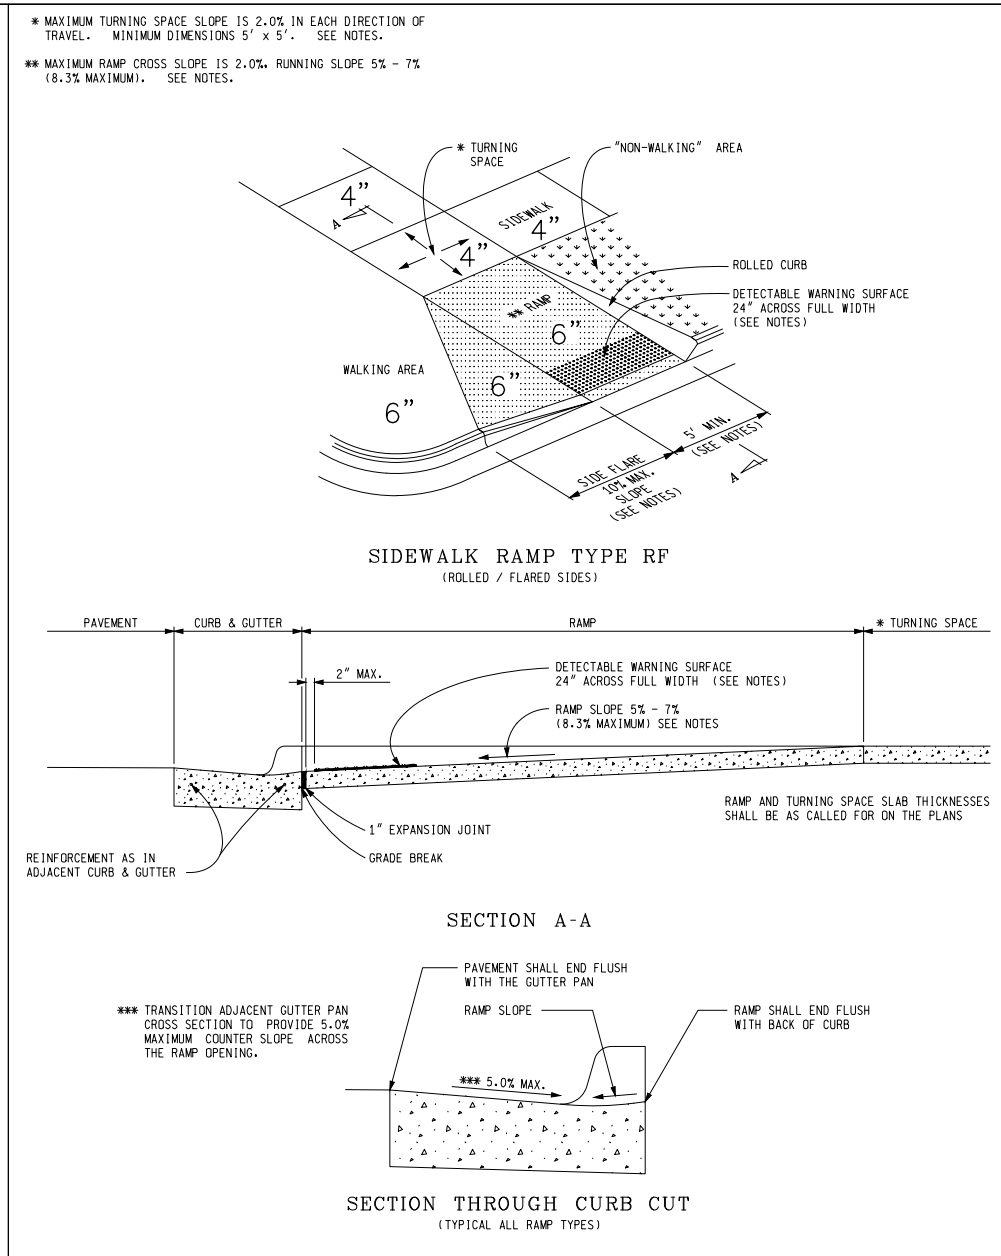 * MAXIMUM TURNING SPACE SLOPE IS 2.0% IN EACH DIRECTION OF
TRAVEL. MINIMUM DIMENSIONS 5' x 5'. SEE NOTES.
** MAXIMUM RAMP CROSS SLOPE IS 2.0%. RUNNING SLOPE 5% - 7%
(8.3% MAXIMUM). SEE NOTES.
* TURNING
SPACE
"NON-WALKING" AREA
4"
A
SIDEWALK
4"
4"
ROLLED CURB
DETECTABLE WARNING SURFACE
24" ACROSS FULL WIDTH
(SEE NOTES)
** RAMP
6"
WALKING AREA
6"
6"
5' MIN.
(SEE NOTES)
A
SIDE FLARE
10% MAX.
SLOPE
(SEE NOTES)
SIDEWALK RAMP TYPE RF
(ROLLED / FLARED SIDES)
PAVEMENT
CURB & GUTTER
RAMP
* TURNING SPACE
2" MAX.
DETECTABLE WARNING SURFACE
24" ACROSS FULL WIDTH (SEE NOTES)
RAMP SLOPE 5% - 7%
(8.3% MAXIMUM) SEE NOTES
RAMP AND TURNING SPACE SLAB THICKNESSES
SHALL BE AS CALLED FOR ON THE PLANS
1" EXPANSION JOINT
GRADE BREAK
REINFORCEMENT AS IN
ADJACENT CURB & GUTTER
SECTION A-A
PAVEMENT SHALL END FLUSH
WITH THE GUTTER PAN
*** TRANSITION ADJACENT GUTTER PAN
CROSS SECTION TO PROVIDE 5.0%
MAXIMUM COUNTER SLOPE ACROSS
THE RAMP OPENING.
RAMP SLOPE
RAMP SHALL END FLUSH
WITH BACK OF CURB
*** 5.0% MAX.
SECTION THROUGH CURB CUT
(TYPICAL ALL RAMP TYPES)